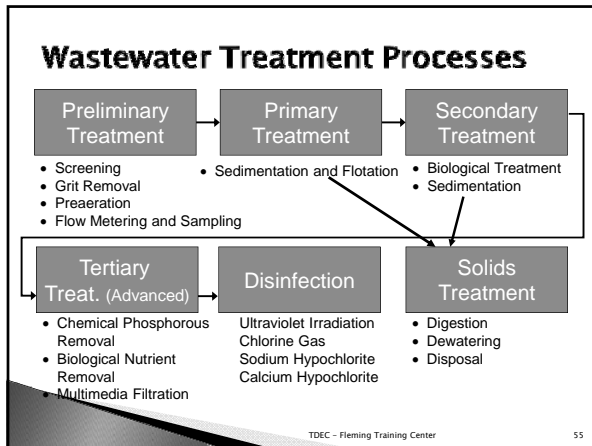 Wastewater Treatment Processes
Preliminary
Treatment
• Screening
• Grit Removal
• Preaeration
• Flow Metering and Sampling
Primary
Treatment
• Sedimentation and Flotation
Secondary
Treatment
• Biological Treatment
• Sedimentation
Tertiary
Treat. (Advanced)
• Chemical Phosphorous
Removal
• Biological Nutrient
Removal
• Multimedia Filtration
Disinfection
Ultraviolet Irradiation
Chlorine Gas
Sodium Hypochlorite
Calcium Hypochlorite
Solids
Treatment
• Digestion
• Dewatering
• Disposal
TDEC - Fleming Training Center
55